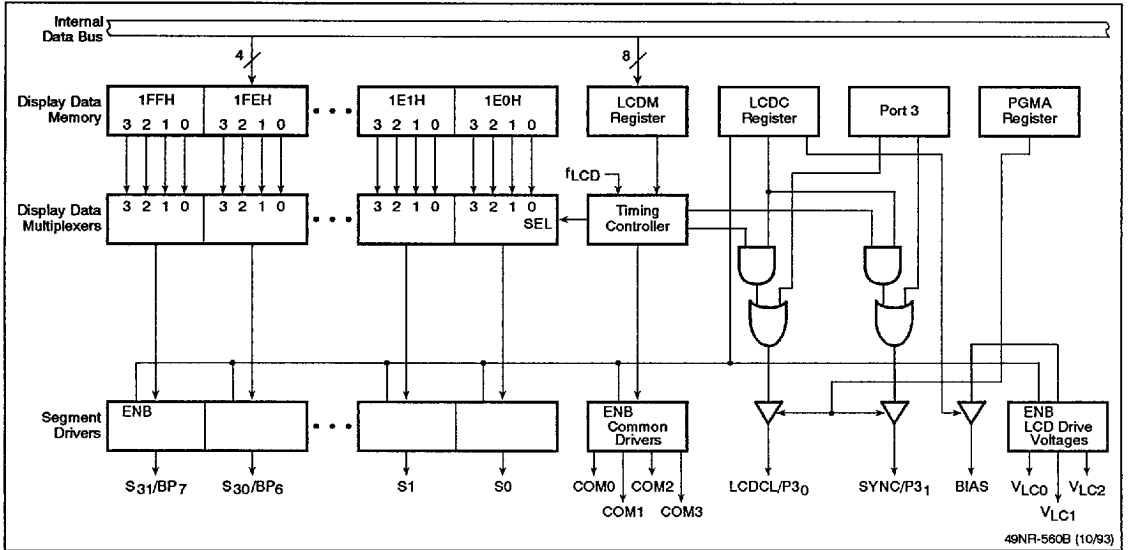 Internal
Data Bus
4
8
Display Data
Memory
1FFH 1FEH 1E1H 1E0H
3 2 1 0 3 2 1 0 3 2 1 0 3 2 1 0
LCDM
Register
LCDC
Register
Port 3
PGMA
Register
fLCD
Display Data
Multiplexers
3 2 1 0 3 2 1 0 3 2 1 0 3 2 1 0
SEL
Timing
Controller
Segment
Drivers
ENB
ENB
Common
Drivers
ENB
LCD Drive
Voltages
S31/BP7 S30/BP6 S1 S0
COM0 COM2
COM1 COM3
LCDCL/P30 SYNC/P31 BIAS
VLC0 VLC2
VLC1
49NR-560B (10/93)